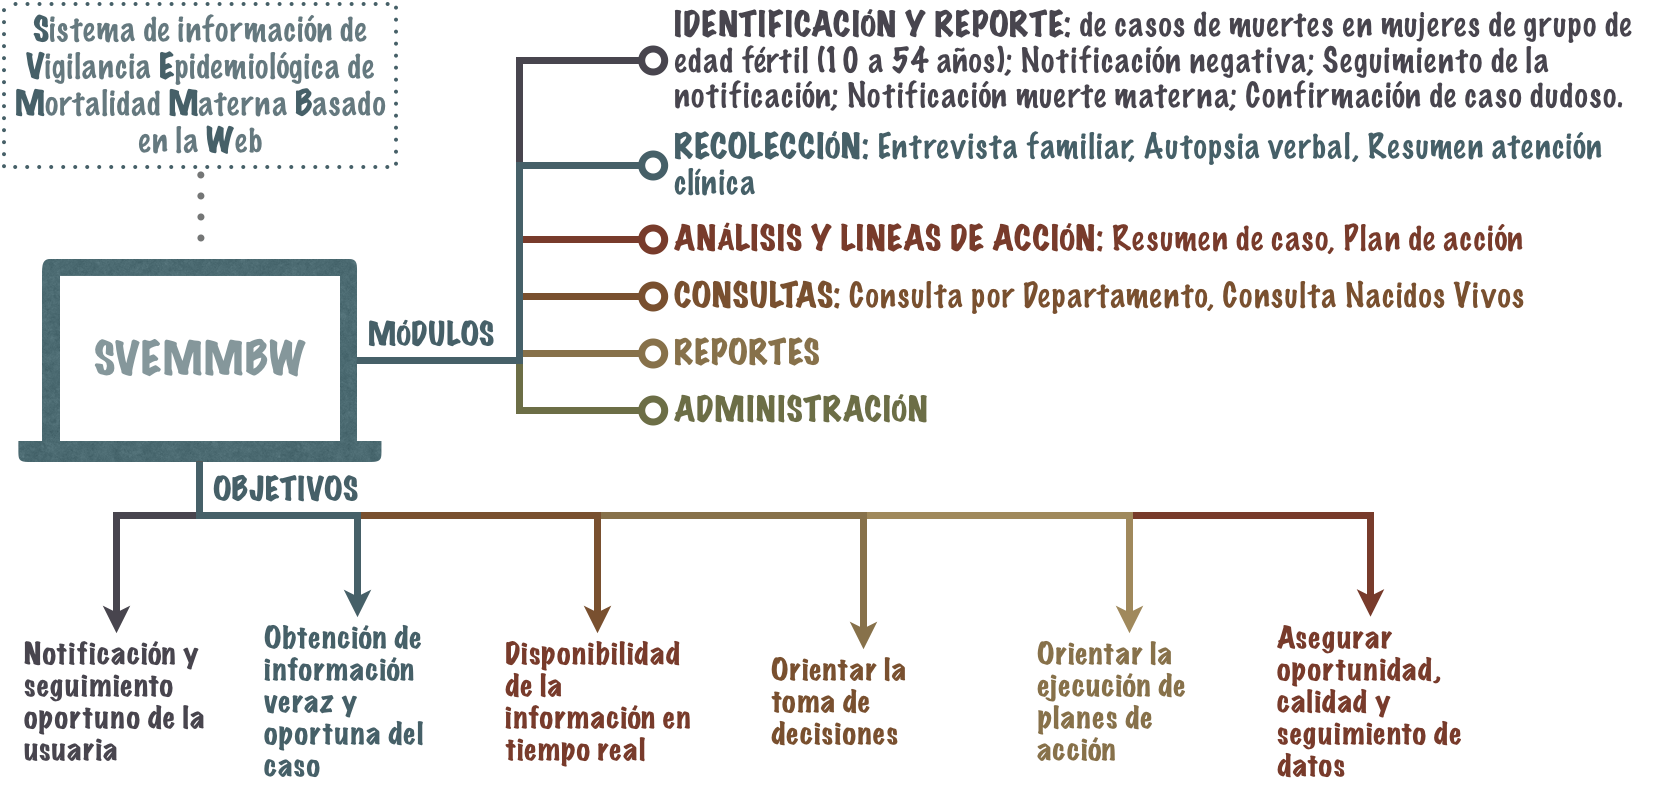 Sistema de información de
Vigilancia Epidemiológica de
Mortalidad Materna Basado
en la Web
SVEMMBW
MÓDULOS
IDENTIFICACIÓN Y REPORTE: de casos de muertes en mujeres de grupo de
edad fértil (10 a 54 años); Notificación negativa; Seguimiento de la
notificación; Notificación muerte materna; Confirmación de caso dudoso.
RECOLECCIÓN: Entrevista familiar, Autopsia verbal, Resumen atención
clínica
ANÁLISIS Y LINEAS DE ACCIÓN: Resumen de caso, Plan de acción
CONSULTAS: Consulta por Departamento, Consulta Nacidos Vivos
REPORTES
ADMINISTRACIÓN
OBJETIVOS
Notificación y
seguimiento
oportuno de la
usuaria
Obtención de
información
veraz y
oportuna del
caso
Disponibilidad
de la
información en
tiempo real
Orientar la
toma de
decisiones
Orientar la
ejecución de
planes de
acción
Asegurar
oportunidad,
calidad y
seguimiento de
datos